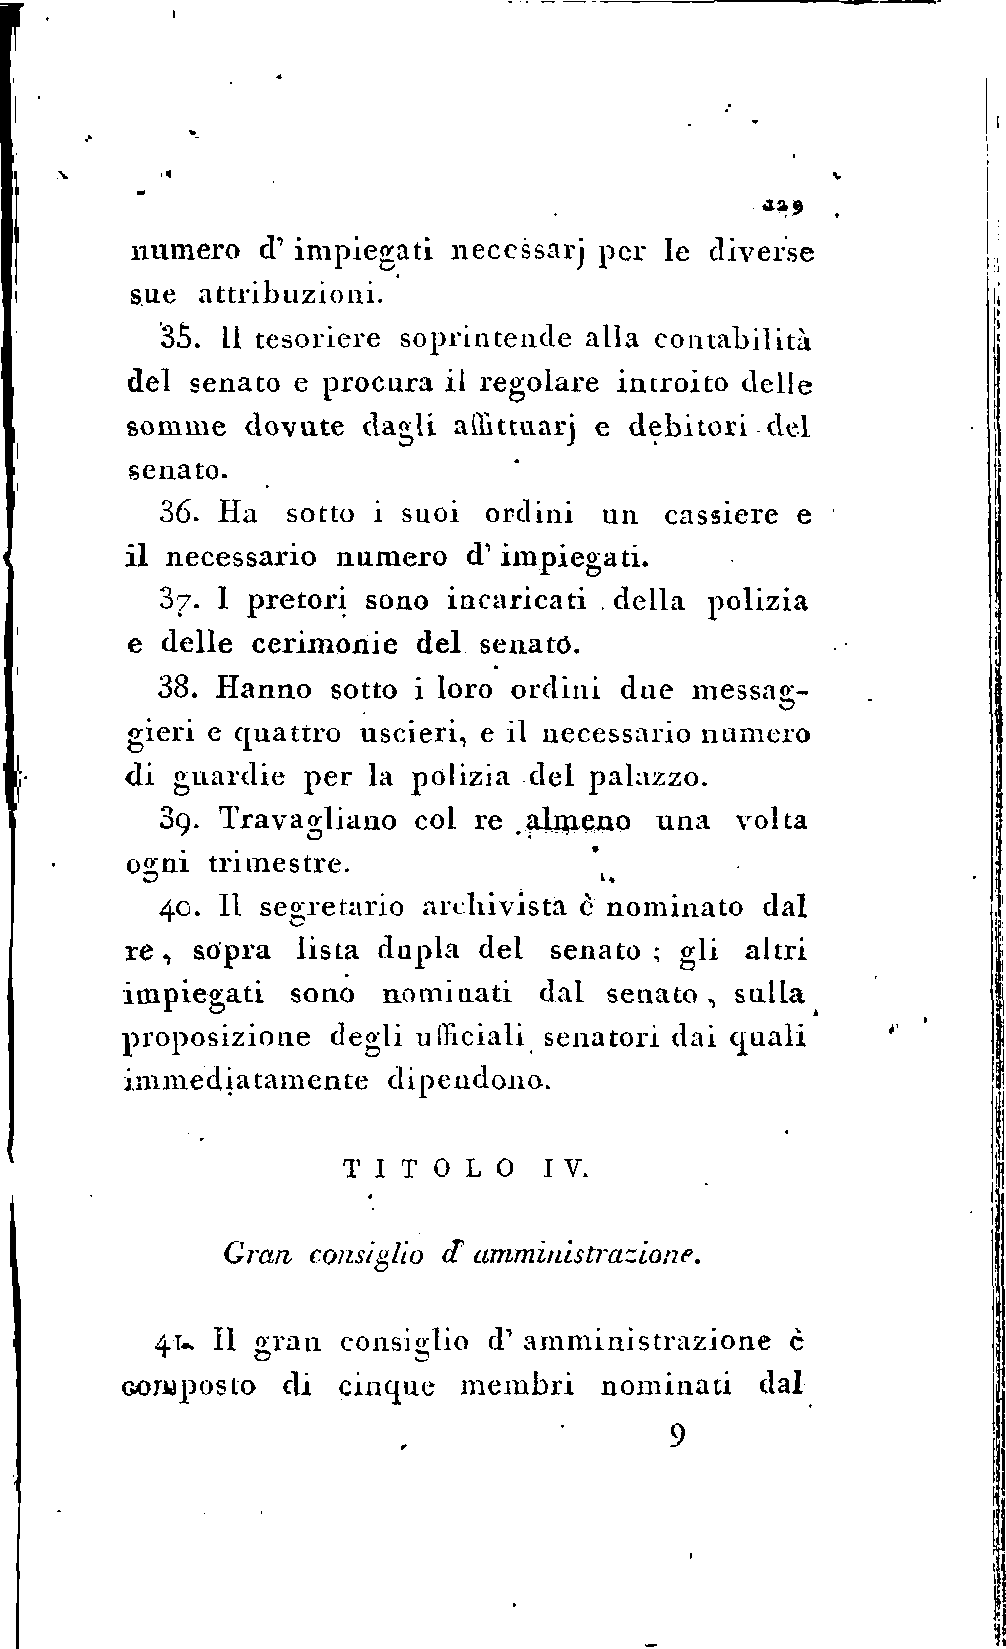 129
numero d' impiegati necessarj per le diverse
sue attribuzioni.
35. Il tesoriere soprintende alla contabilità
del senato e procura il regolare introito delle
somme dovute dagli affittuarj e debitori del
senato.
36. Ha sotto i suoi ordini un cassiere e
il necessario numero d' impiegati.
37. I pretori sono incaricati della polizia
e delle cerimonie del senato.
38. Hanno sotto i loro ordini due messag-
gieri e quattro uscieri, e il necessario numero
di guardie per la polizia del palazzo.
39. Travagliano col re almeno una volta
ogni trimestre.
40. Il segretario archivista è nominato dal
re, sopra lista dupla del senato; gli altri
impiegati sono nominati dal senato, sulla
proposizione degli ufficiali senatori dai quali
immediatamente dipendono.
TITOLO IV.
Gran consiglio d' amministrazione.
41. Il gran consiglio d' amministrazione è
composto di cinque membri nominati dal
9